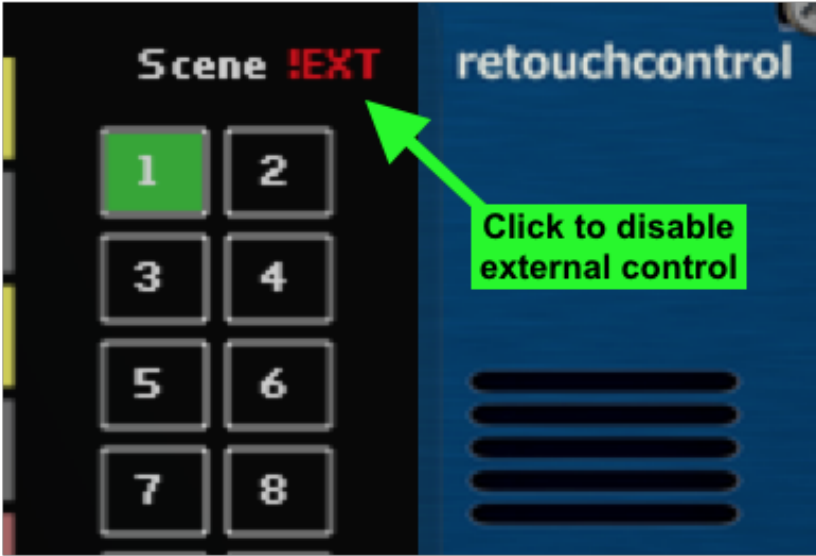 Scene !EXT
retouchcontrol
1 2
Click to disable
external control
3 4
5 6
7 8